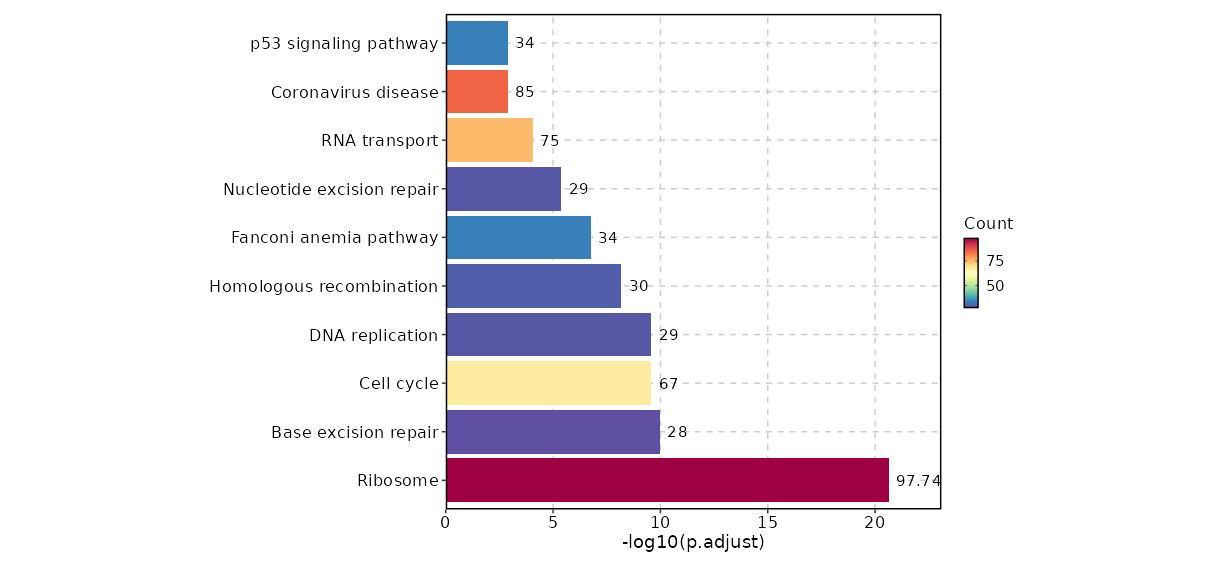 p53 signaling pathway 34
Coronavirus disease 85
RNA transport 75
Nucleotide excision repair 29
Fanconi anemia pathway 34
Homologous recombination 30
DNA replication 29
Cell cycle 67
Base excision repair 28
Ribosome 97.74
0 5 10 15 20
-log10(p.adjust)
Count
75
50